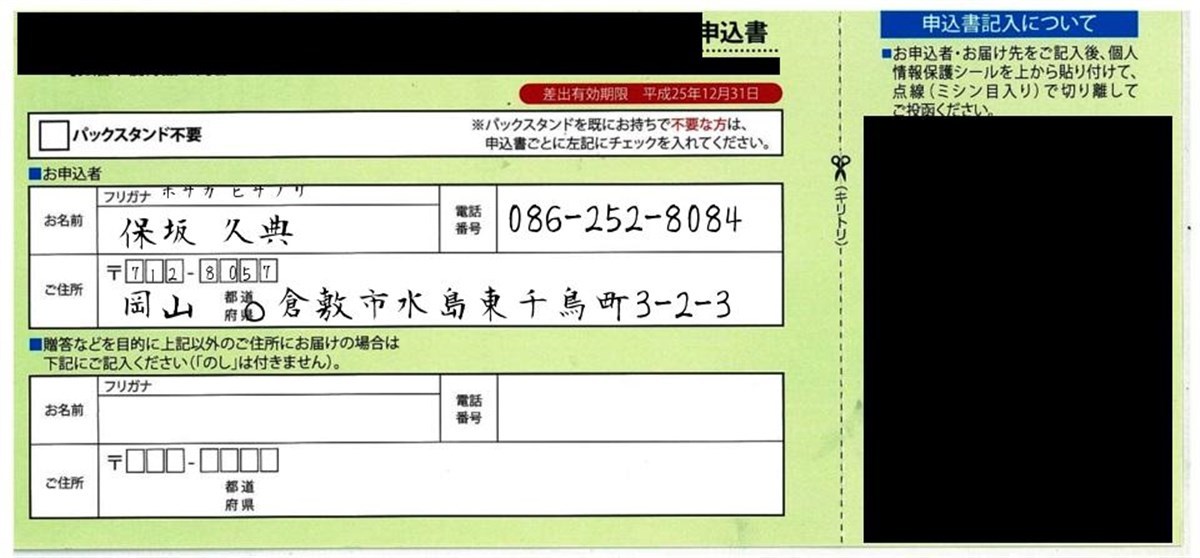 申込書
差出有効期限 平成25年12月31日
パックスタンド不要
※パックスタンドを既にお持ちで不要な方は、
申込書ごとに左記にチェックを入れてください。
■お申込者
フリガナ ホサカ ヒサノリ
お名前 保坂 久典
電話
番号
086-252-8084
ご住所 〒712-8057
岡山 都道
府県 倉敷市水島東千鳥町3-2-3
■贈答などを目的に上記以外のご住所にお届けの場合は
下記にご記入ください(「のし」は付きません)。
フリガナ
お名前
電話
番号
ご住所 〒 -
都道
府県
(キリトリ)
申込書記入について
■お申込者・お届け先をご記入後、個人
情報保護シールを上から貼り付けて、
点線(ミシン目入り)で切り離して
ご投函ください。